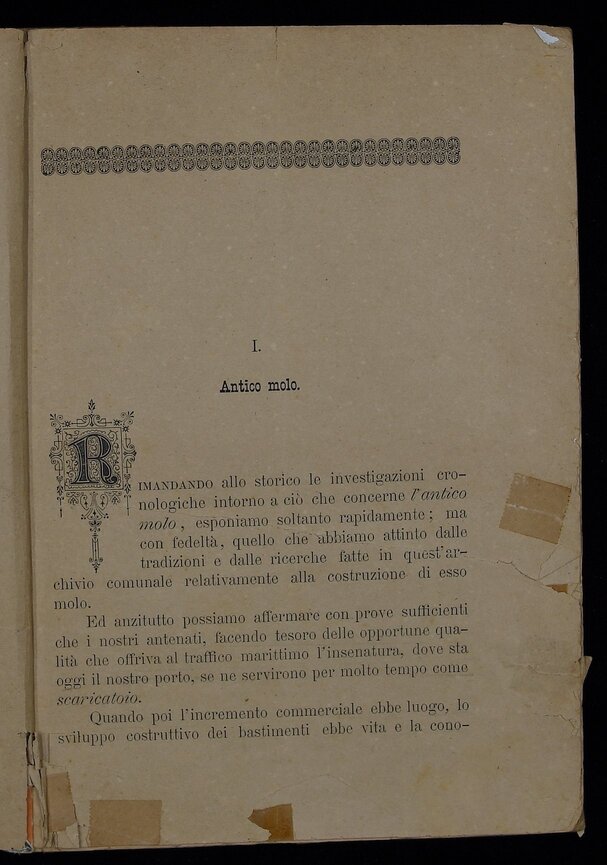 I.
Antico molo.
RIMANDANDO allo storico le investigazioni cro-
nologiche intorno a ciò che concerne l'antico
molo, esponiamo soltanto rapidamente; ma
con fedeltà, quello che abbiamo attinto dalle
tradizioni e dalle ricerche fatte in quest'ar-
chivio comunale relativamente alla costruzione di esso
molo.
Ed anzitutto possiamo affermare con prove sufficienti
che i nostri antenati, facendo tesoro delle opportune qua-
lità che offriva al traffico marittimo l'insenatura, dove sta
oggi il nostro porto, se ne servirono per molto tempo come
scaricatoio.
Quando poi l'incremento commerciale ebbe luogo, lo
sviluppo costruttivo dei bastimenti ebbe vita e la cono-